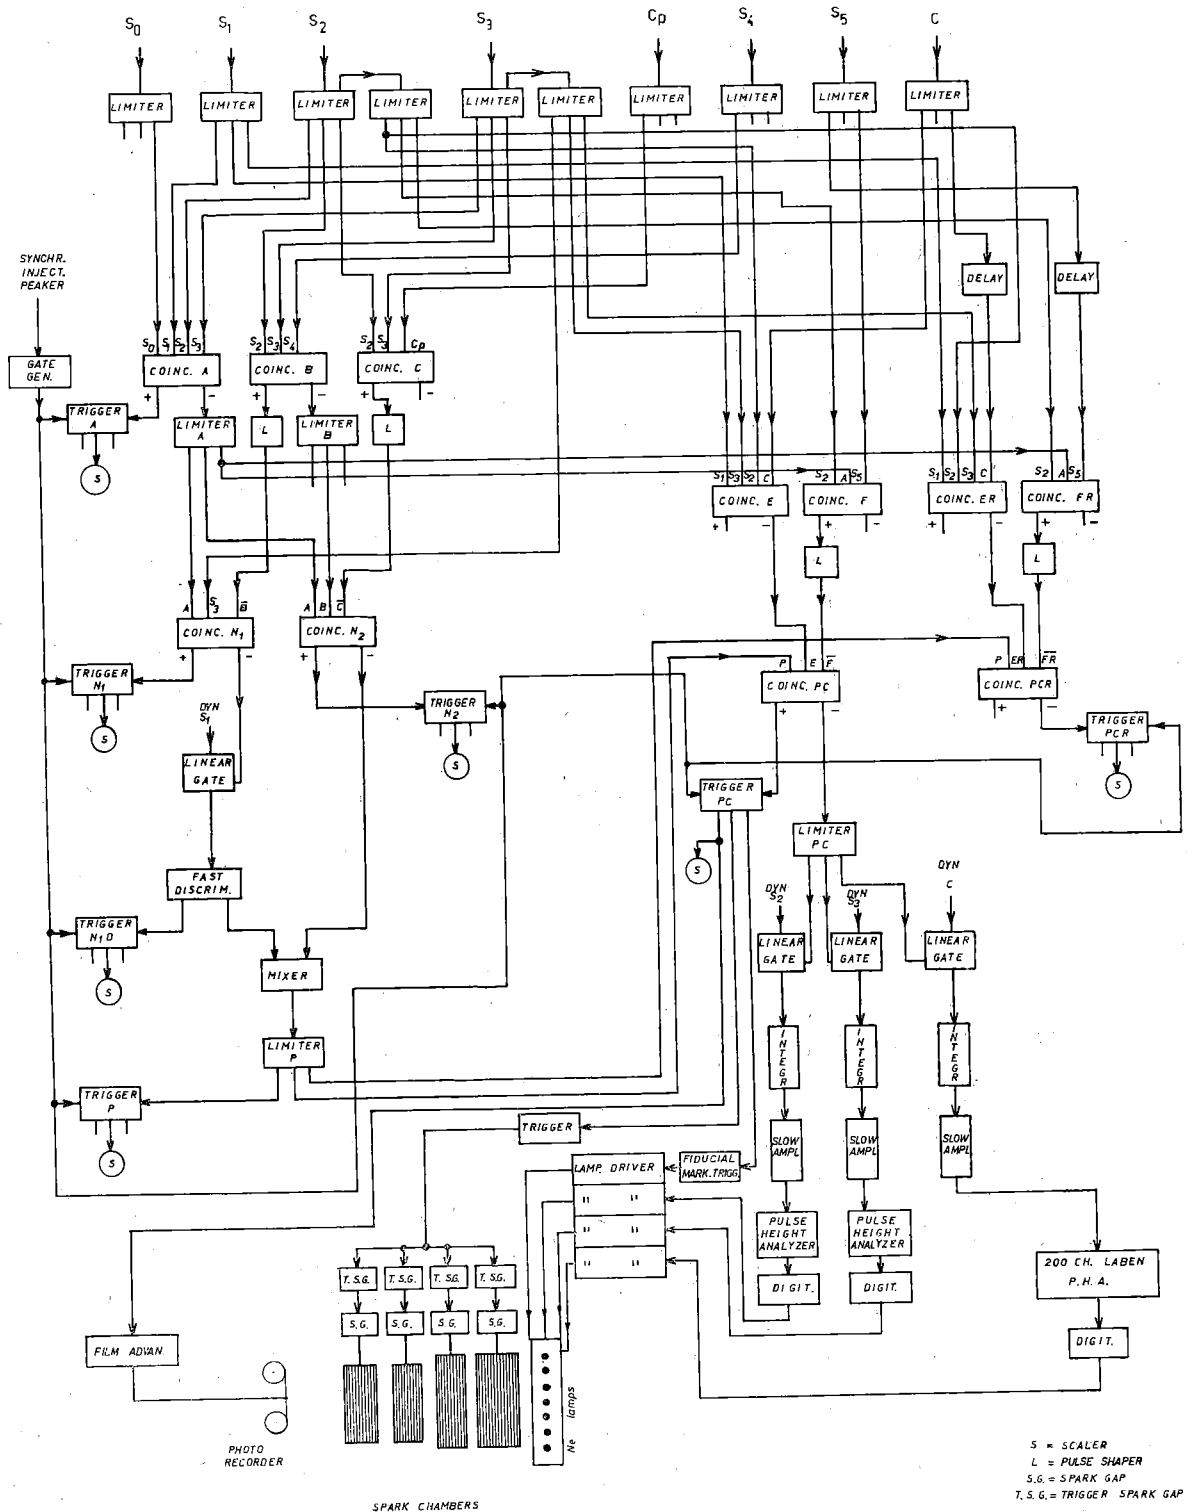 S0 S1 S2 S3 Cp S4 S5 C
LIMITER LIMITER LIMITER LIMITER LIMITER LIMITER LIMITER LIMITER LIMITER LIMITER
SYNCHR.
INJECT.
PEAKER
DELAY DELAY
GATE
GEN.
S0 S1 S2 S3
COINC. A
+ -
S2 S3 S4
COINC. B
+ -
S2 S3 Cp
COINC. C
+ -
TRIGGER
A
S
LIMITER
A
L
LIMITER
B
L
S1 S3 S2 C
COINC. E
+ -
S2 A S5
COINC. F
+ -
S1 S2 S3 C
COINC. ER
+ -
S2 A S5
COINC. FR
+ -
L
L
A S3 B̅
COINC. N1
+ -
A B C̅
COINC. N2
+ -
P E F̅
COINC. PC
+ -
P ER F̅R̅
COINC. PCR
+ -
TRIGGER
N1
S
TRIGGER
N2
S
TRIGGER
PCR
S
DYN
S1
LINEAR
GATE
TRIGGER
PC
S
LIMITER
PC
FAST
DISCRIM.
TRIGGER
N1D
S
DYN
S2
DYN
S3
DYN
C
LINEAR
GATE
LINEAR
GATE
LINEAR
GATE
MIXER
LIMITER
P
INTEGR
INTEGR
INTEGR
TRIGGER
P
S
TRIGGER
SLOW
AMPL
SLOW
AMPL
SLOW
AMPL
LAMP. DRIVER
" "
" "
" "
FIDUCIAL
MARK.TRIGG.
PULSE
HEIGHT
ANALYZER
PULSE
HEIGHT
ANALYZER
200 CH. LABEN
P.H.A.
DIGIT.
DIGIT.
DIGIT.
T.S.G. T.S.G. T.S.G. T.S.G.
S.G. S.G. S.G. S.G.
FILM ADVAN.
Ne lamps
PHOTO
RECORDER
SPARK CHAMBERS
S = SCALER
L = PULSE SHAPER
S.G. = SPARK GAP
T.S.G. = TRIGGER SPARK GAP